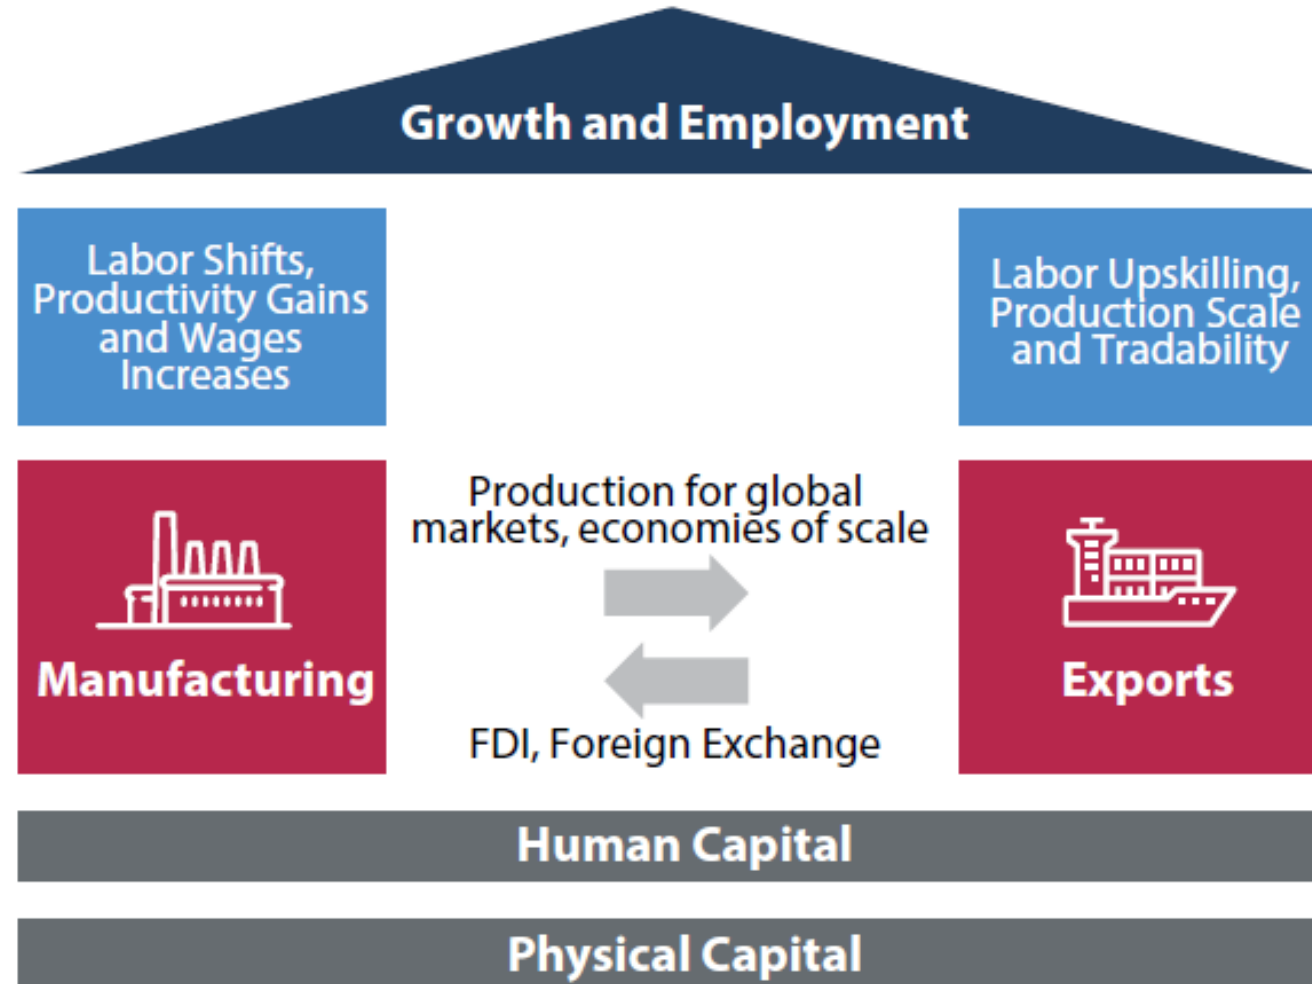 Growth and Employment
Labor Shifts,
Productivity Gains
and Wages
Increases
Labor Upskilling,
Production Scale
and Tradability
Production for global
markets, economies of scale
Manufacturing
Exports
FDI, Foreign Exchange
Human Capital
Physical Capital